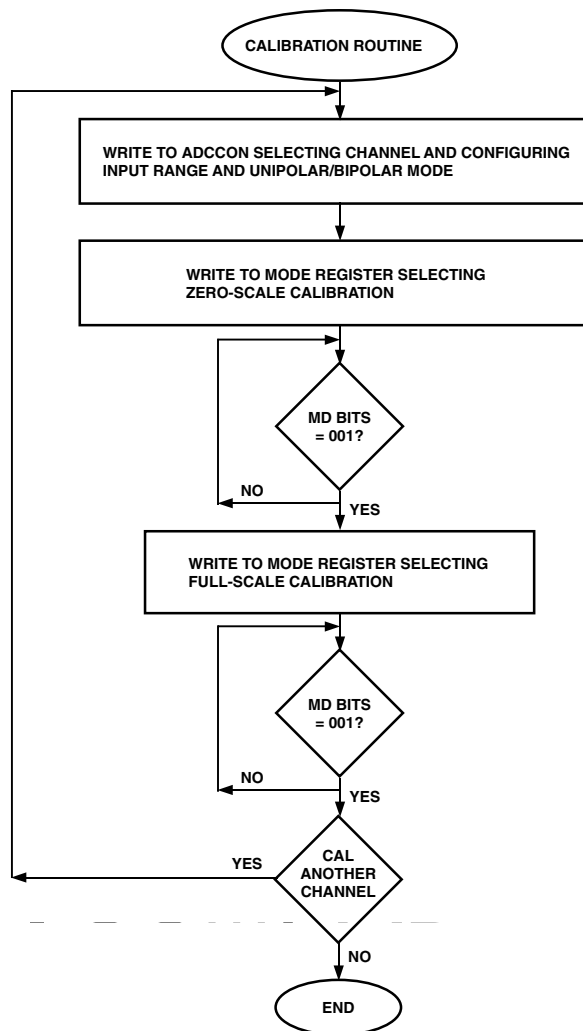 CALIBRATION ROUTINE
WRITE TO ADCCON SELECTING CHANNEL AND CONFIGURING
INPUT RANGE AND UNIPOLAR/BIPOLAR MODE
WRITE TO MODE REGISTER SELECTING
ZERO-SCALE CALIBRATION
MD BITS
= 001?
NO
YES
WRITE TO MODE REGISTER SELECTING
FULL-SCALE CALIBRATION
MD BITS
= 001?
NO
YES
YES
CAL
ANOTHER
CHANNEL
NO
END